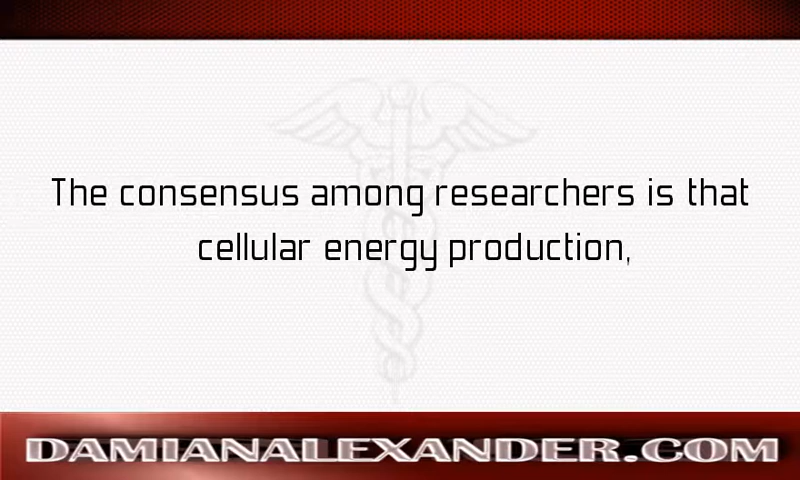 The consensus among researchers is that
cellular energy production,
DAMIANALEXANDER.COM